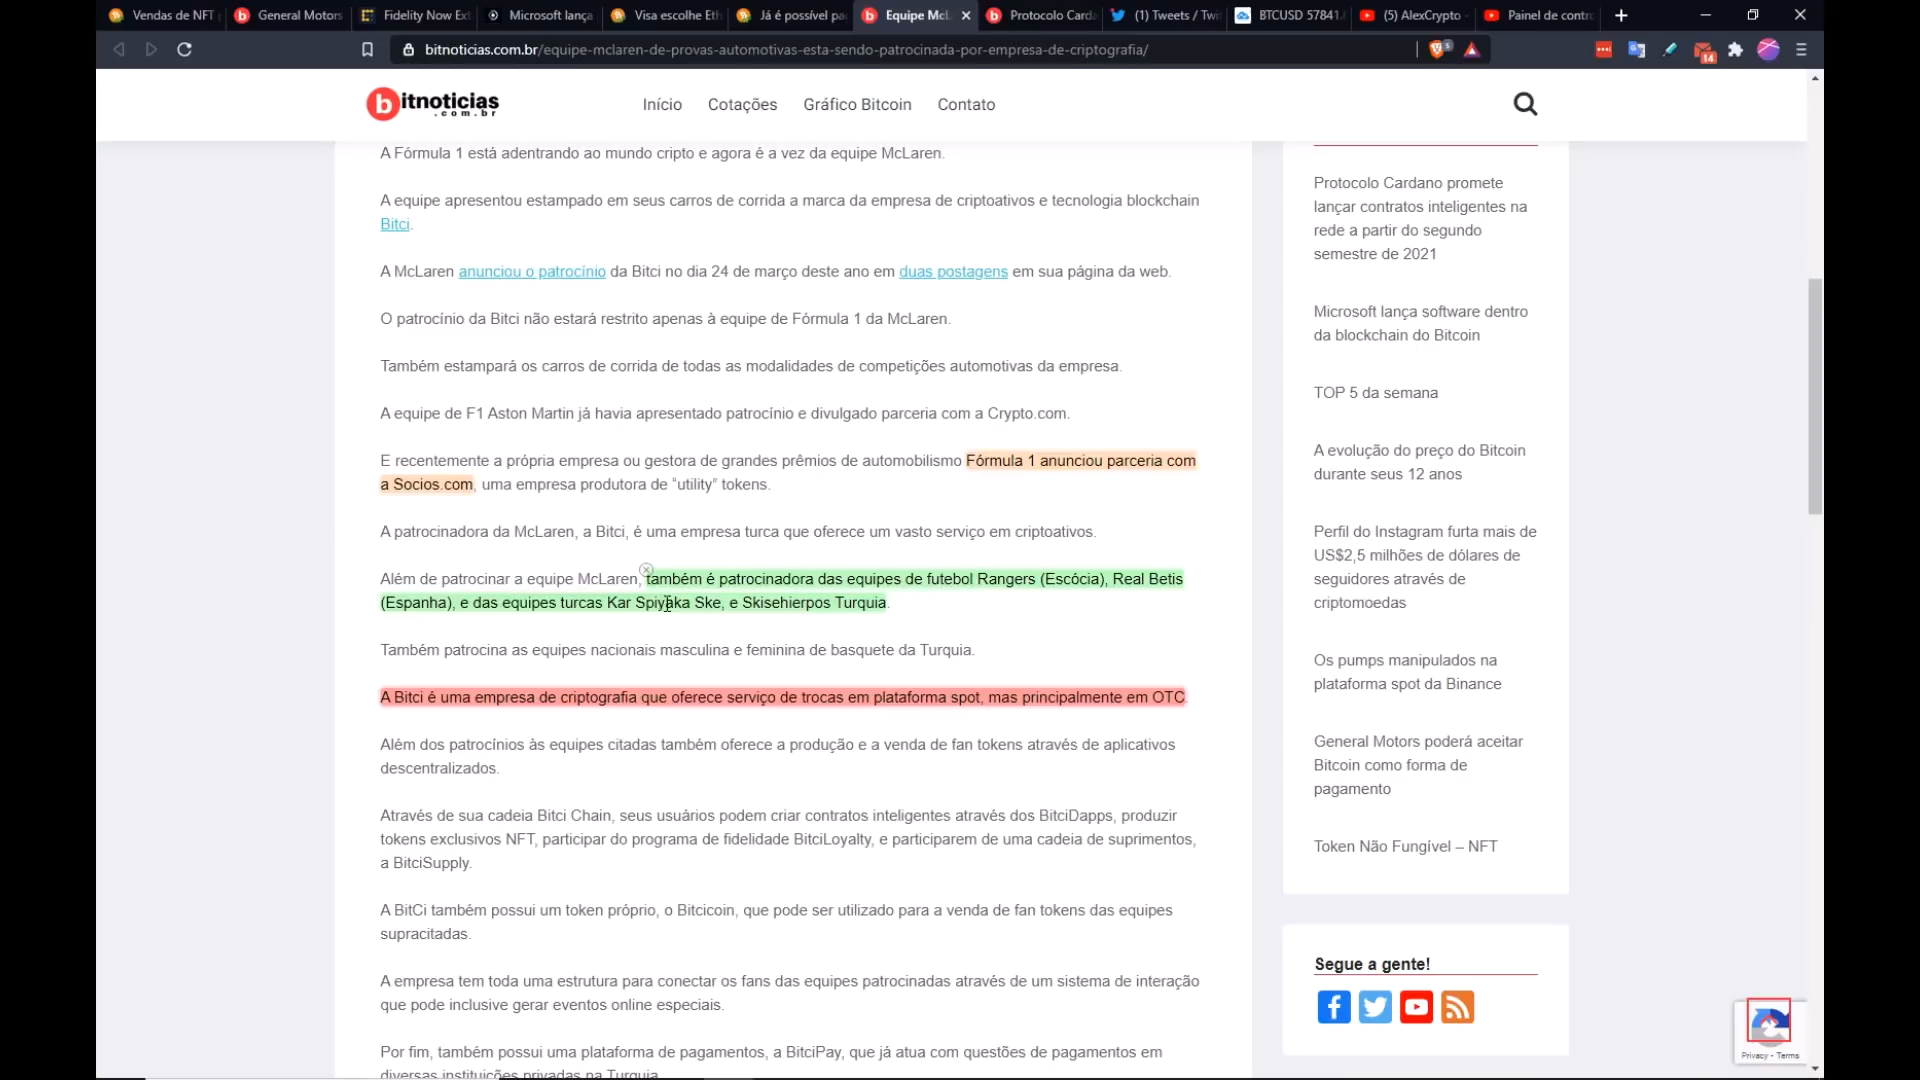 Vendas de NFT
General Motors
Fidelity Now Ext
Microsoft lança
Visa escolhe Eth
Já é possível pa
Equipe McL
Protocolo Carda
(1) Tweets / Twi
BTCUSD 57841.
(5) AlexCrypto
Painel de contro
bitnoticias.com.br/equipe-mclaren-de-provas-automotivas-esta-sendo-patrocinada-por-empresa-de-criptografia/
5
14
bitnoticias
.com.br
Início
Cotações
Gráfico Bitcoin
Contato
A Fórmula 1 está adentrando ao mundo cripto e agora é a vez da equipe McLaren.
A equipe apresentou estampado em seus carros de corrida a marca da empresa de criptoativos e tecnologia blockchain
Bitci.
A McLaren anunciou o patrocínio da Bitci no dia 24 de março deste ano em duas postagens em sua página da web.
O patrocínio da Bitci não estará restrito apenas à equipe de Fórmula 1 da McLaren.
Também estampará os carros de corrida de todas as modalidades de competições automotivas da empresa.
A equipe de F1 Aston Martin já havia apresentado patrocínio e divulgado parceria com a Crypto.com.
E recentemente a própria empresa ou gestora de grandes prêmios de automobilismo Fórmula 1 anunciou parceria com
a Socios.com, uma empresa produtora de “utility” tokens.
A patrocinadora da McLaren, a Bitci, é uma empresa turca que oferece um vasto serviço em criptoativos.
Além de patrocinar a equipe McLaren, também é patrocinadora das equipes de futebol Rangers (Escócia), Real Betis
(Espanha), e das equipes turcas Kar Spiyaka Ske, e Skisehierpos Turquia.
Também patrocina as equipes nacionais masculina e feminina de basquete da Turquia.
A Bitci é uma empresa de criptografia que oferece serviço de trocas em plataforma spot, mas principalmente em OTC.
Além dos patrocínios às equipes citadas também oferece a produção e a venda de fan tokens através de aplicativos
descentralizados.
Através de sua cadeia Bitci Chain, seus usuários podem criar contratos inteligentes através dos BitciDapps, produzir
tokens exclusivos NFT, participar do programa de fidelidade BitciLoyalty, e participarem de uma cadeia de suprimentos,
a BitciSupply.
A BitCi também possui um token próprio, o Bitcicoin, que pode ser utilizado para a venda de fan tokens das equipes
supracitadas.
A empresa tem toda uma estrutura para conectar os fans das equipes patrocinadas através de um sistema de interação
que pode inclusive gerar eventos online especiais.
Por fim, também possui uma plataforma de pagamentos, a BitciPay, que já atua com questões de pagamentos em
diversas instituições privadas na Turquia
Protocolo Cardano promete
lançar contratos inteligentes na
rede a partir do segundo
semestre de 2021
Microsoft lança software dentro
da blockchain do Bitcoin
TOP 5 da semana
A evolução do preço do Bitcoin
durante seus 12 anos
Perfil do Instagram furta mais de
US$2,5 milhões de dólares de
seguidores através de
criptomoedas
Os pumps manipulados na
plataforma spot da Binance
General Motors poderá aceitar
Bitcoin como forma de
pagamento
Token Não Fungível – NFT
Segue a gente!
Privacy - Terms